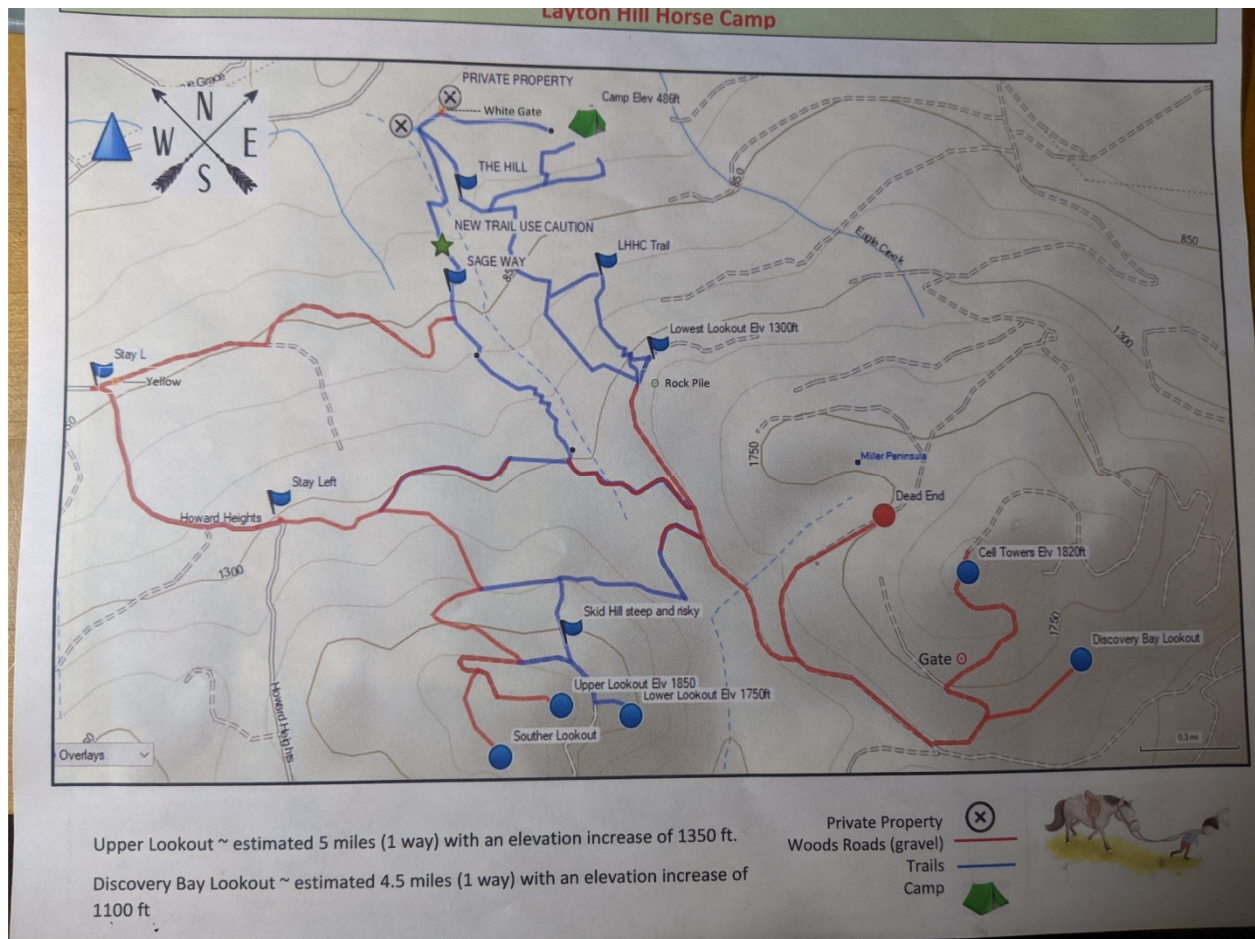 Layton Hill Horse Camp
PRIVATE PROPERTY
White Gate
Camp Elev 486ft
N
W E
S
THE HILL
NEW TRAIL USE CAUTION
SAGE WAY
LHHC Trail
850
850
Eagle Creek
1300
Lowest Lookout Elv 1300ft
Rock Pile
Stay L
Yellow
1750
Miller Peninsula
Dead End
Stay Left
Howard Heights
Cell Towers Elv 1820ft
1300
Skid Hill steep and risky
1750
Discovery Bay Lookout
Gate
Upper Lookout Elv 1850
Lower Lookout Elv 1750ft
Howard Heights
Souther Lookout
Overlays
0.3 mi
Upper Lookout ~ estimated 5 miles (1 way) with an elevation increase of 1350 ft.
Discovery Bay Lookout ~ estimated 4.5 miles (1 way) with an elevation increase of
1100 ft
Private Property
Woods Roads (gravel)
Trails
Camp